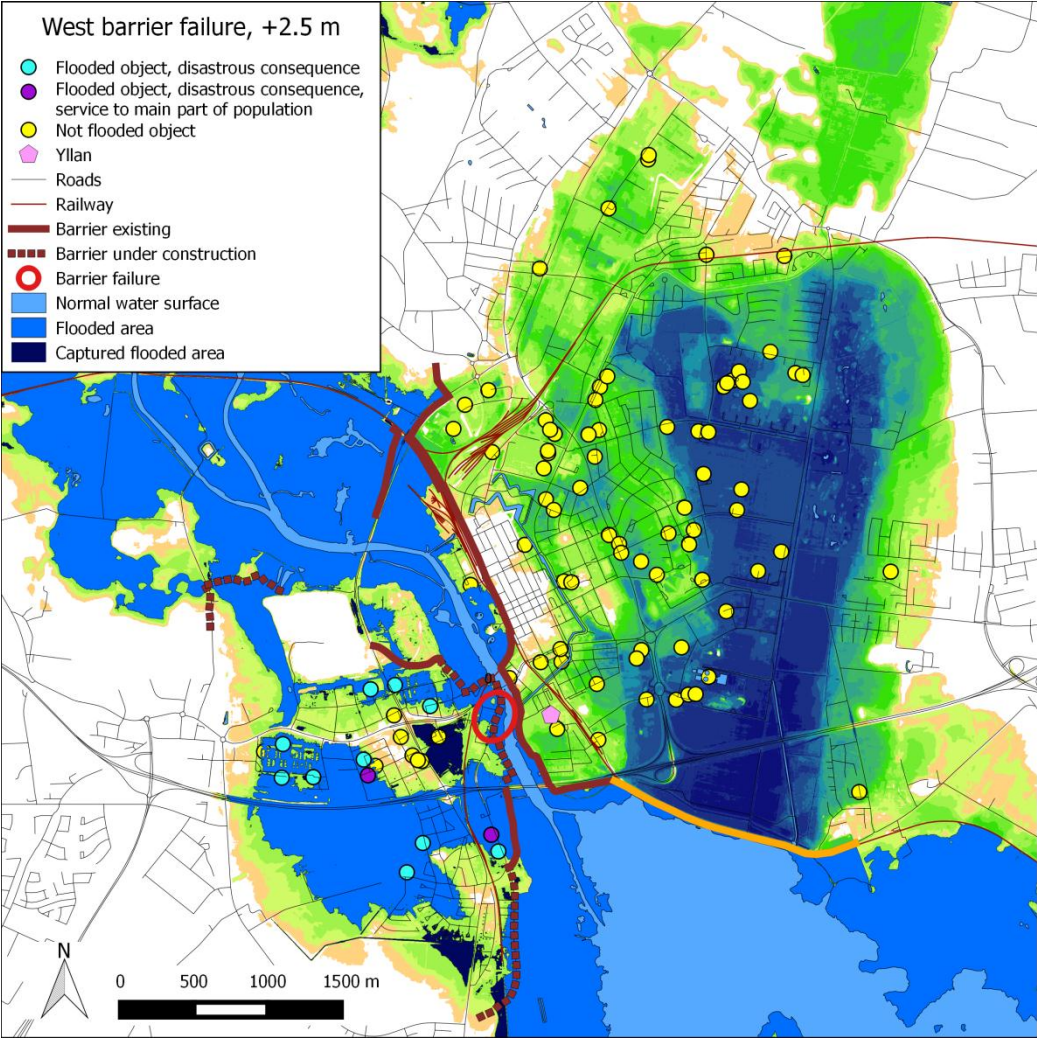 West barrier failure, +2.5 m
Flooded object, disastrous consequence
Flooded object, disastrous consequence,
service to main part of population
Not flooded object
Yllan
Roads
Railway
Barrier existing
Barrier under construction
Barrier failure
Normal water surface
Flooded area
Captured flooded area
N
0 500 1000 1500 m